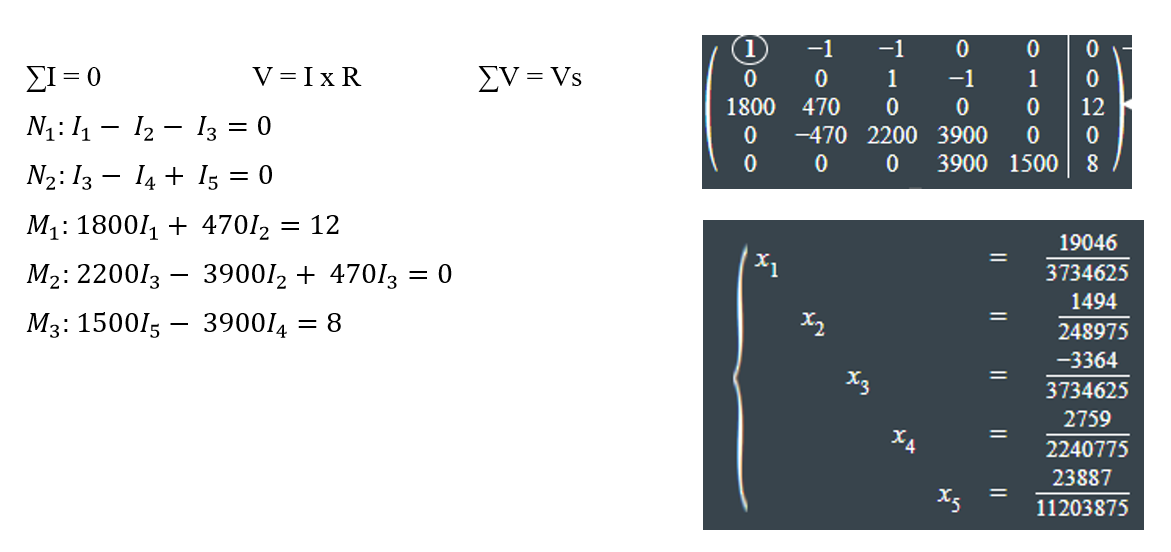 ∑I = 0 V = I x R ∑V = Vs
N₁: I₁ − I₂ − I₃ = 0
N₂: I₃ − I₄ + I₅ = 0
M₁: 1800I₁ + 470I₂ = 12
M₂: 2200I₃ − 3900I₂ + 470I₃ = 0
M₃: 1500I₅ − 3900I₄ = 8
1 −1 −1 0 0 0
0 0 1 −1 1 0
1800 470 0 0 0 12
0 −470 2200 3900 0 0
0 0 0 3900 1500 8
x₁ = 19046/3734625
x₂ = 1494/248975
x₃ = −3364/3734625
x₄ = 2759/2240775
x₅ = 23887/11203875